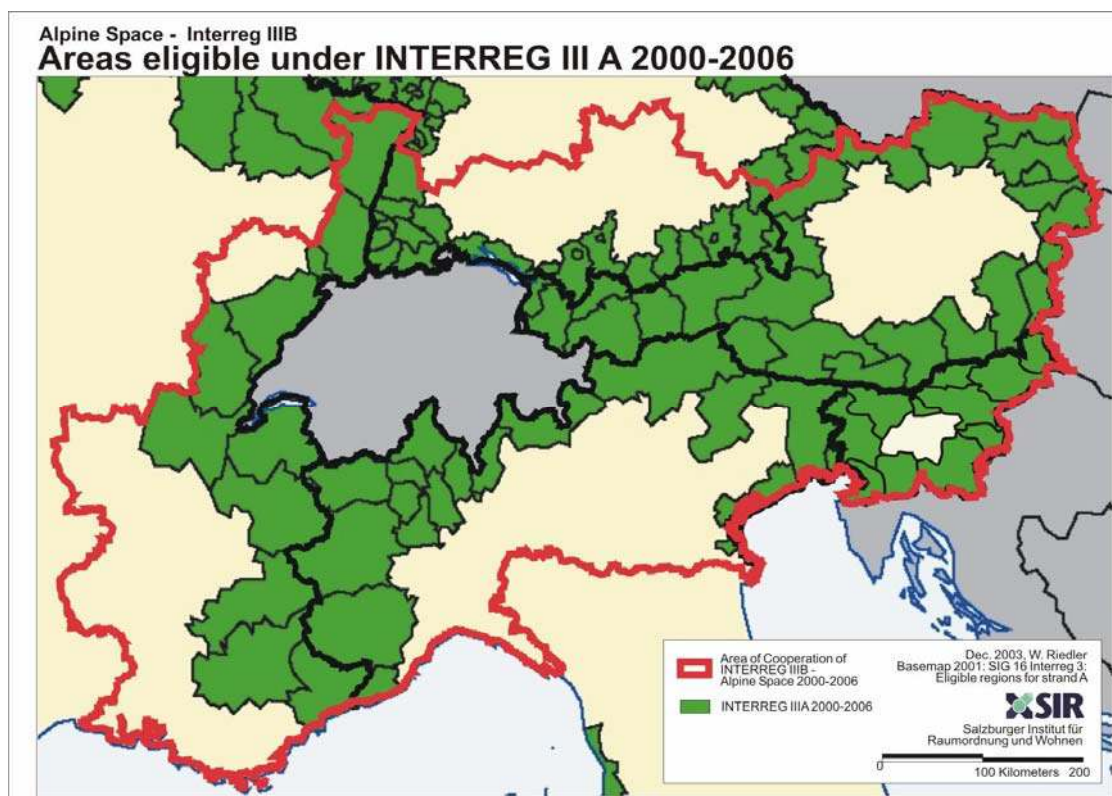 Alpine Space - Interreg IIIB
Areas eligible under INTERREG III A 2000-2006
Area of Cooperation of
INTERREG IIIB -
Alpine Space 2000-2006
INTERREG IIIA 2000-2006
Dec. 2003, W. Riedler
Basemap 2001: SIG 16 Interreg 3:
Eligible regions for strand A
SIR
Salzburger Institut für
Raumordnung und Wohnen
0
100 Kilometers 200